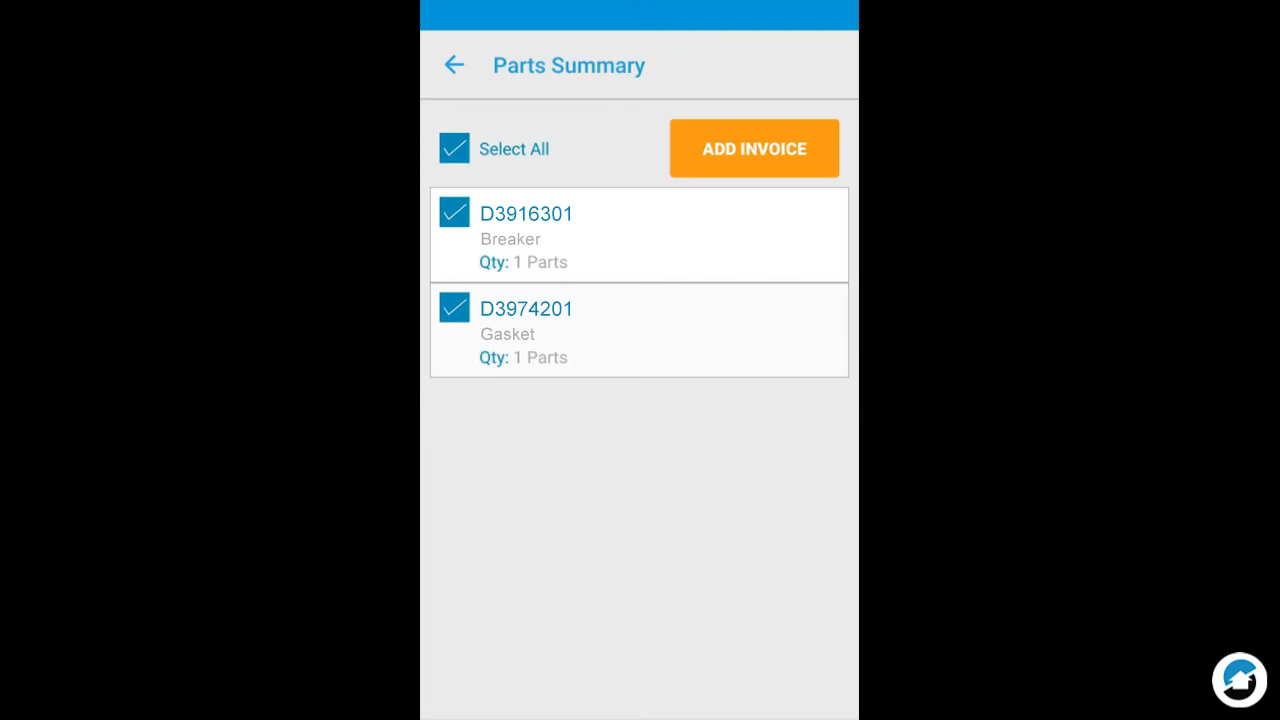 Parts Summary
Select All
ADD INVOICE
D3916301
Breaker
Qty: 1 Parts
D3974201
Gasket
Qty: 1 Parts